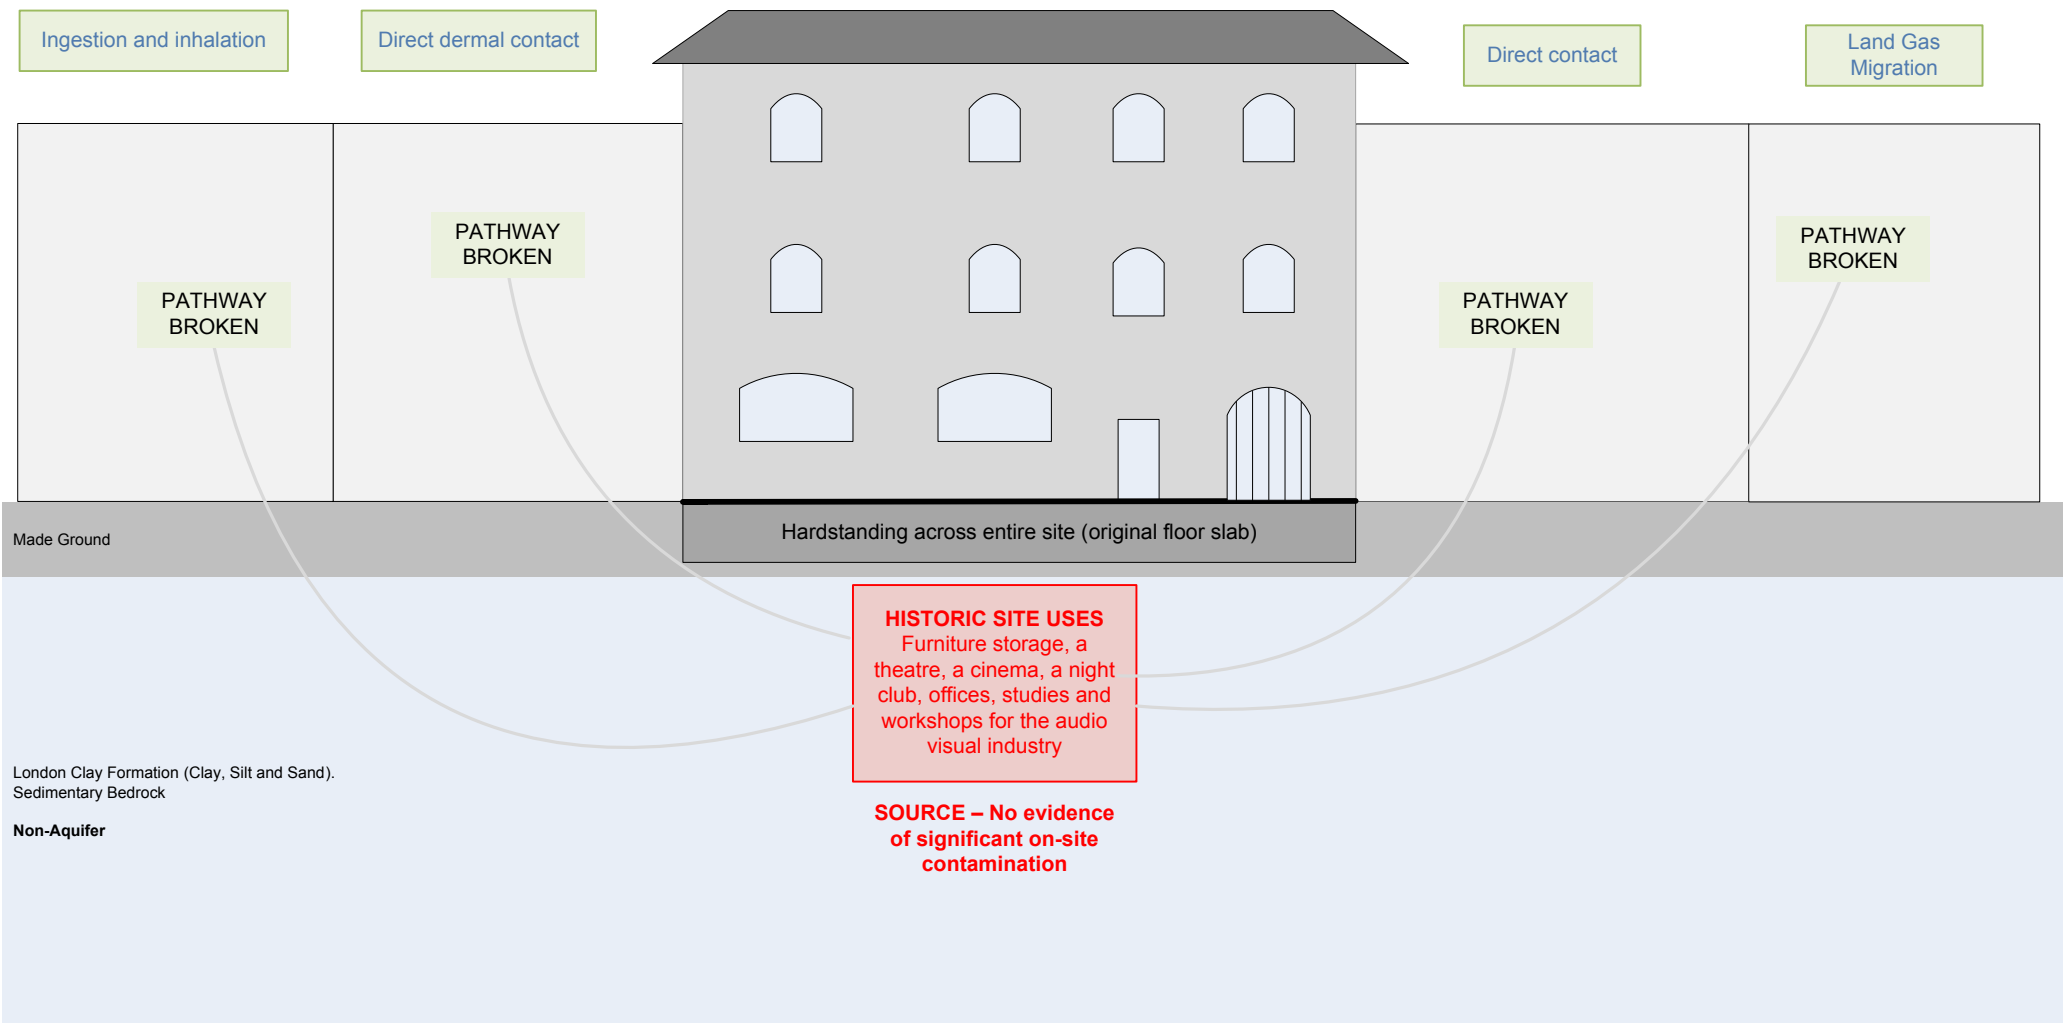 Ingestion and inhalation
Direct dermal contact
Direct contact
Land Gas
Migration
PATHWAY
BROKEN
PATHWAY
BROKEN
PATHWAY
BROKEN
PATHWAY
BROKEN
Hardstanding across entire site (original floor slab)
Made Ground
HISTORIC SITE USES
Furniture storage, a
theatre, a cinema, a night
club, offices, studies and
workshops for the audio
visual industry
London Clay Formation (Clay, Silt and Sand).
Sedimentary Bedrock
Non-Aquifer
SOURCE – No evidence
of significant on-site
contamination